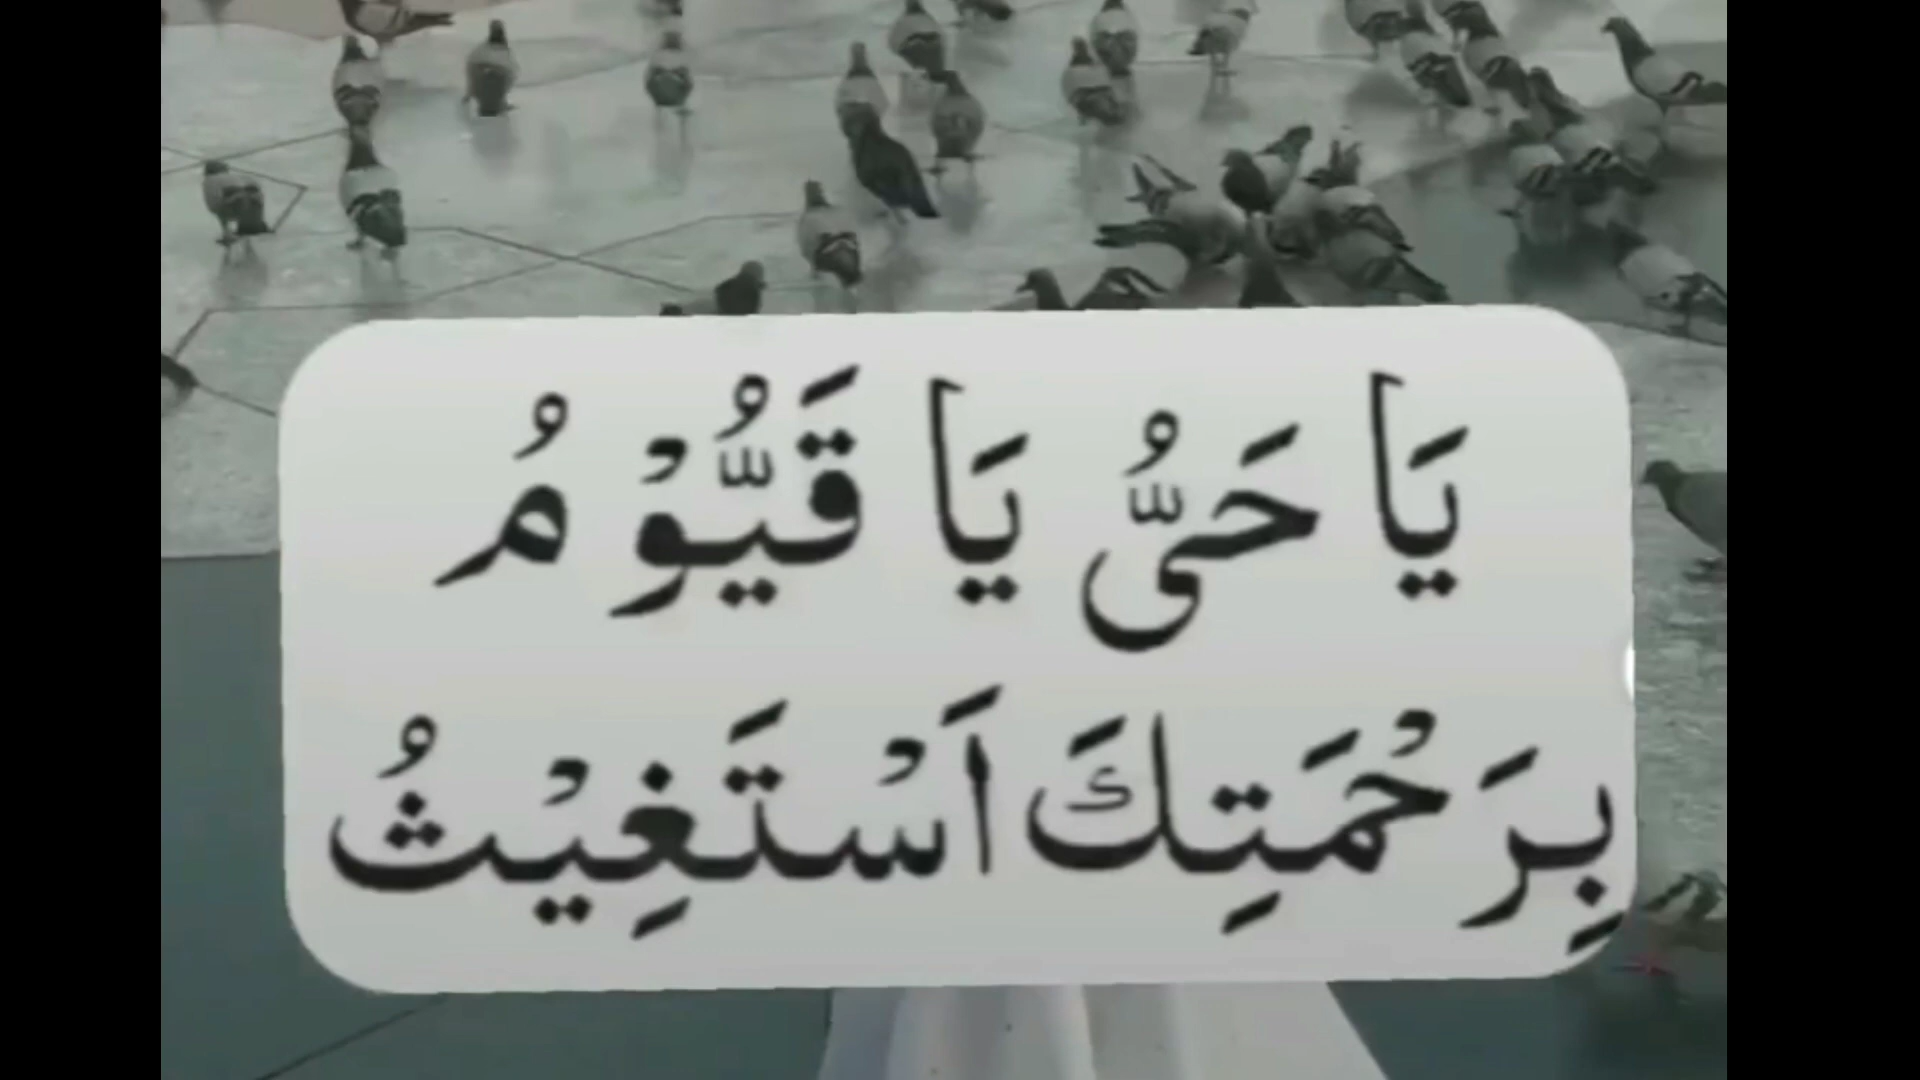 يَا حَيُّ يَا قَيُّوْمُ
بِرَحْمَتِكَ اَسْتَغِيْثُ